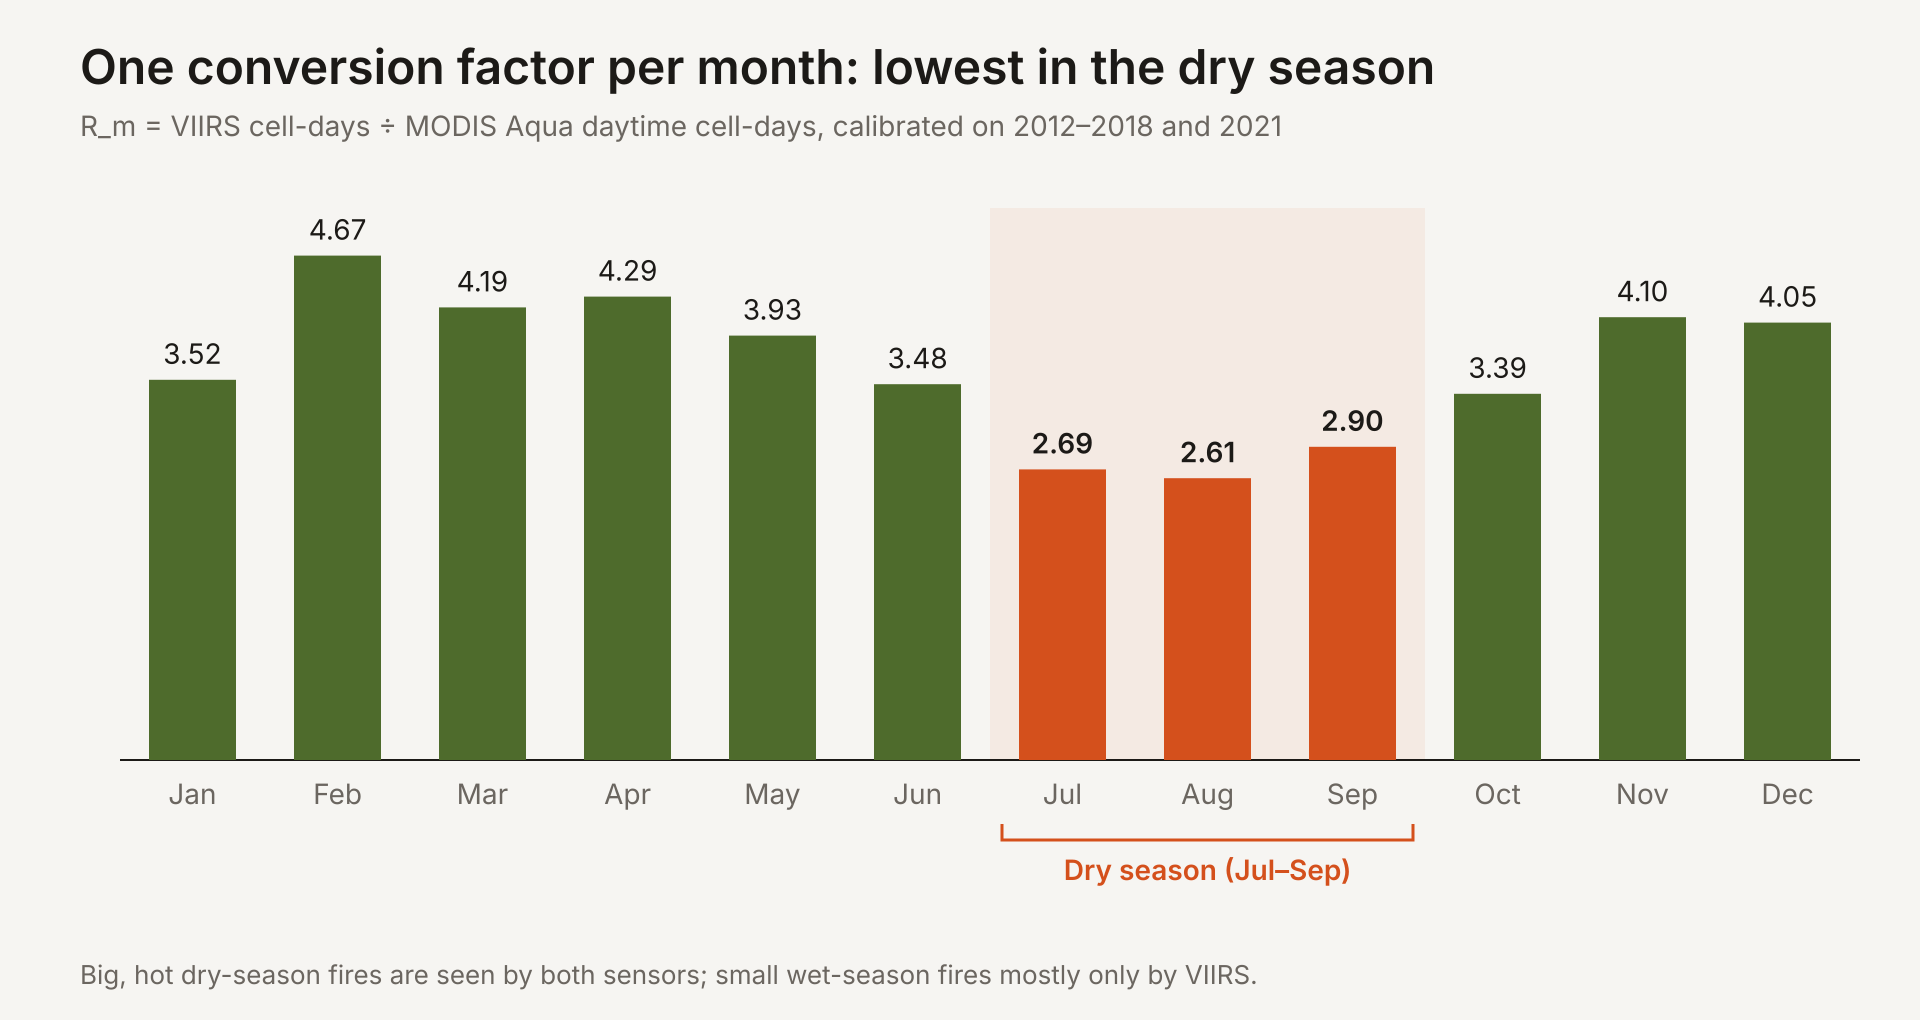 One conversion factor per month: lowest in the dry season
R_m = VIIRS cell-days ÷ MODIS Aqua daytime cell-days, calibrated on 2012–2018 and 2021
3.52
4.67
4.19
4.29
3.93
3.48
2.69
2.61
2.90
3.39
4.10
4.05
Jan Feb Mar Apr May Jun Jul Aug Sep Oct Nov Dec
Dry season (Jul–Sep)
Big, hot dry-season fires are seen by both sensors; small wet-season fires mostly only by VIIRS.